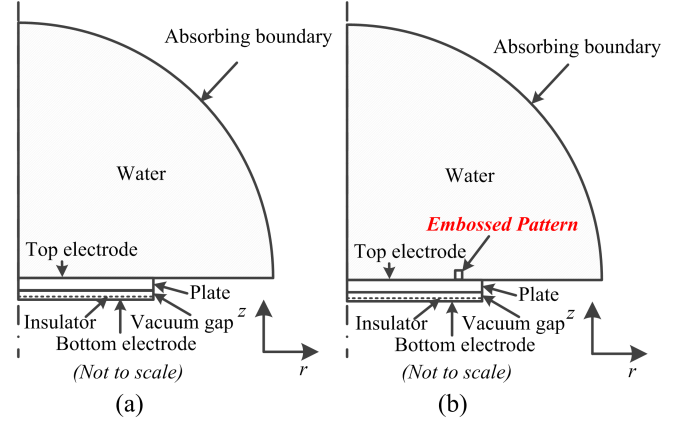 Absorbing boundary
Water
Top electrode
Plate
Insulator
Vacuum gap
z
Bottom electrode
(Not to scale)
r
(a)
Absorbing boundary
Water
Embossed Pattern
Top electrode
Plate
Insulator
Vacuum gap
z
Bottom electrode
(Not to scale)
r
(b)